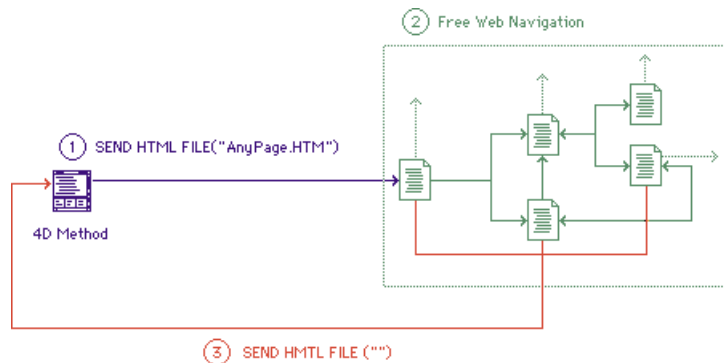 2 Free Web Navigation
1 SEND HTML FILE("AnyPage.HTM")
4D Method
3 SEND HMTL FILE ("")